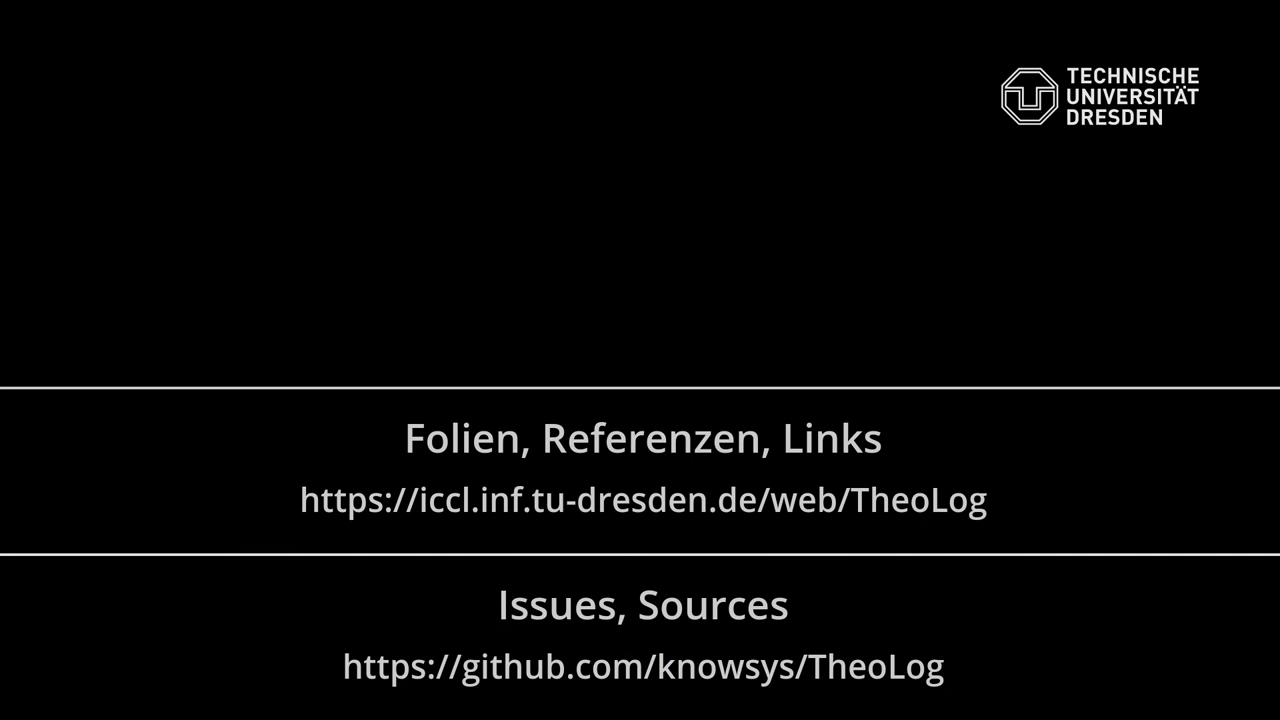 TECHNISCHE
UNIVERSITÄT
DRESDEN
Folien, Referenzen, Links
https://iccl.inf.tu-dresden.de/web/TheoLog
Issues, Sources
https://github.com/knowsys/TheoLog